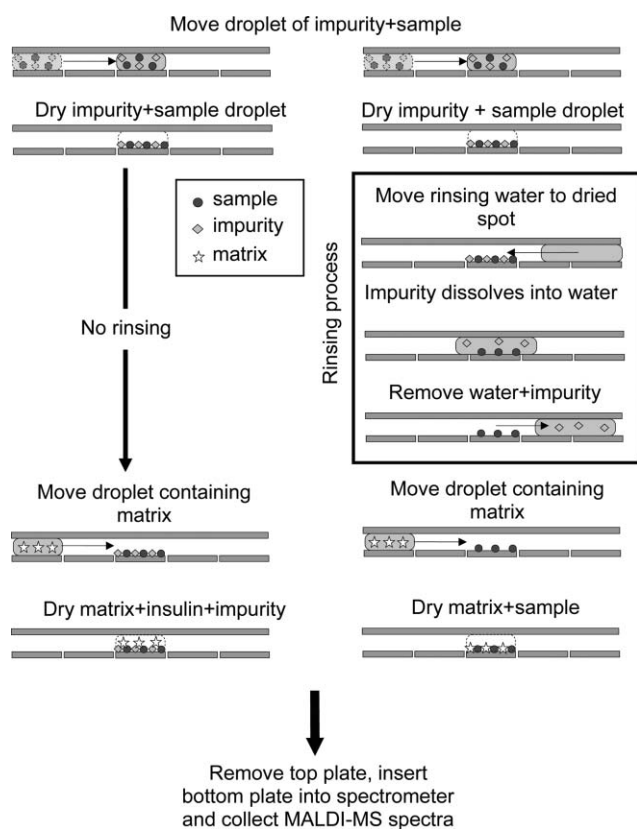 Move droplet of impurity+sample
Dry impurity+sample droplet
Dry impurity + sample droplet
sample
impurity
matrix
No rinsing
Rinsing process
Move rinsing water to dried
spot
Impurity dissolves into water
Remove water+impurity
Move droplet containing
matrix
Dry matrix+insulin+impurity
Move droplet containing
matrix
Dry matrix+sample
Remove top plate, insert
bottom plate into spectrometer
and collect MALDI-MS spectra